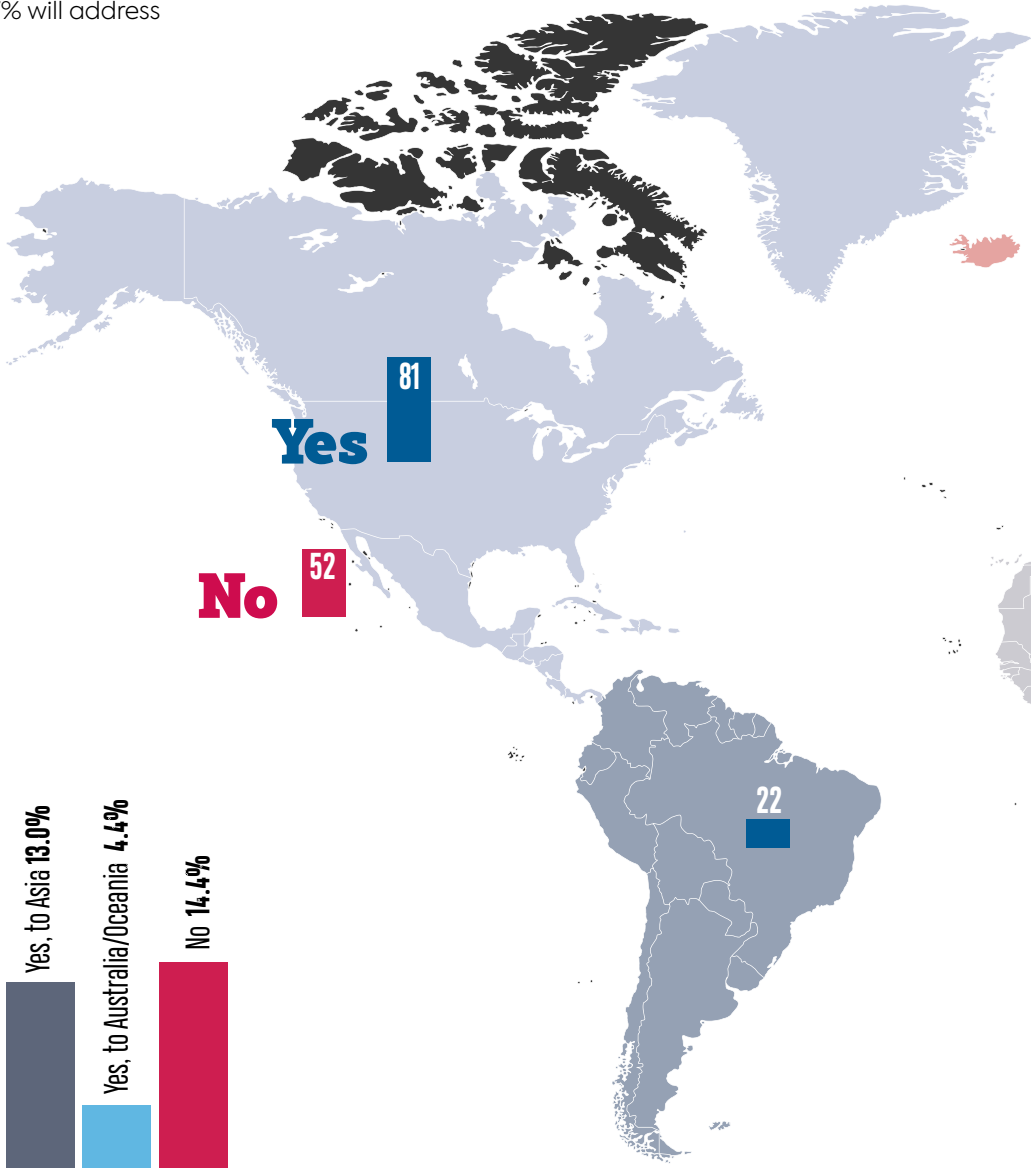 % will address
81
Yes
52
No
22
Yes, to Asia 13.0%
Yes, to Australia/Oceania 4.4%
No 14.4%